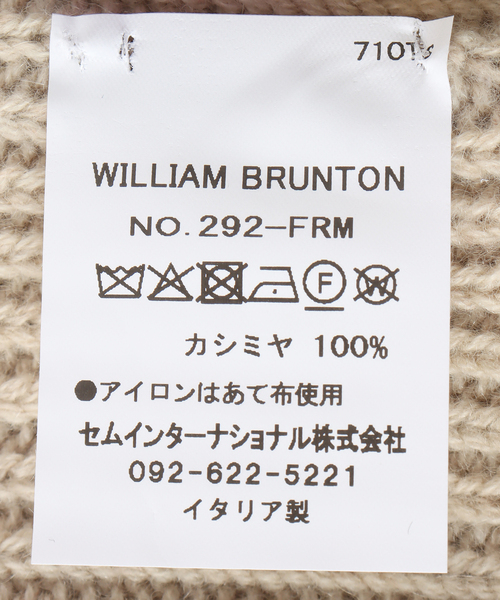 WILLIAM BRUNTON
NO. 292-FRM
F W
カシミヤ 100%
●アイロンはあて布使用
セムインターナショナル株式会社
092-622-5221
イタリア製